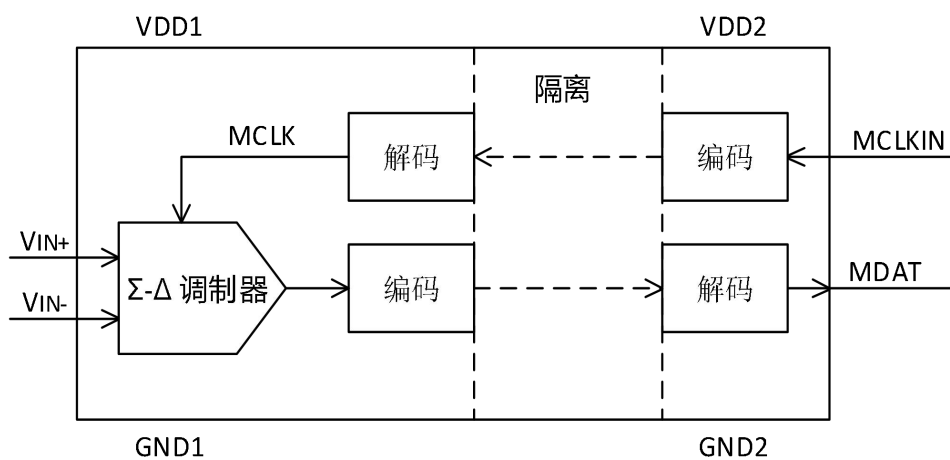 VDD1
VDD2
隔离
MCLK
解码
编码
MCLKIN
VIN+
VIN-
Σ-Δ 调制器
编码
解码
MDAT
GND1
GND2